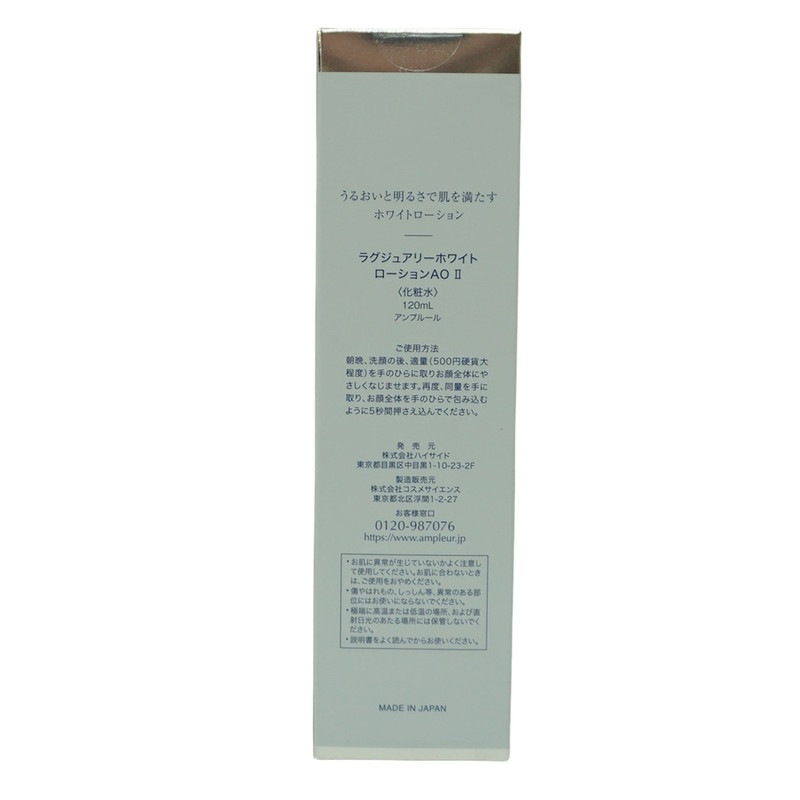 うるおいと明るさで肌を満たす
ホワイトローション
ラグジュアリーホワイト
ローションAO Ⅱ
〈化粧水〉
120mL
アンプルール
ご使用方法
朝晩、洗顔の後、適量(500円硬貨大
程度)を手のひらに取りお顔全体にや
さしくなじませます。再度、同量を手に
取り、お顔全体を手のひらで包み込む
ように5秒間押さえ込んでください。
発 売 元
株式会社ハイサイド
東京都目黒区中目黒1-10-23-2F
製造販売元
株式会社コスメサイエンス
東京都北区浮間1-2-27
お客様窓口
0120-987076
https://www.ampleur.jp
・お肌に異常が生じていないかよく注意し
て使用してください。お肌に合わないとき
は、ご使用をおやめください。
・傷やはれもの、しっしん等、異常のある部
位にはお使いにならないでください。
・極端に高温または低温の場所、および直
射日光のあたる場所には保管しないでく
ださい。
・説明書をよく読んでからお使いください。
MADE IN JAPAN